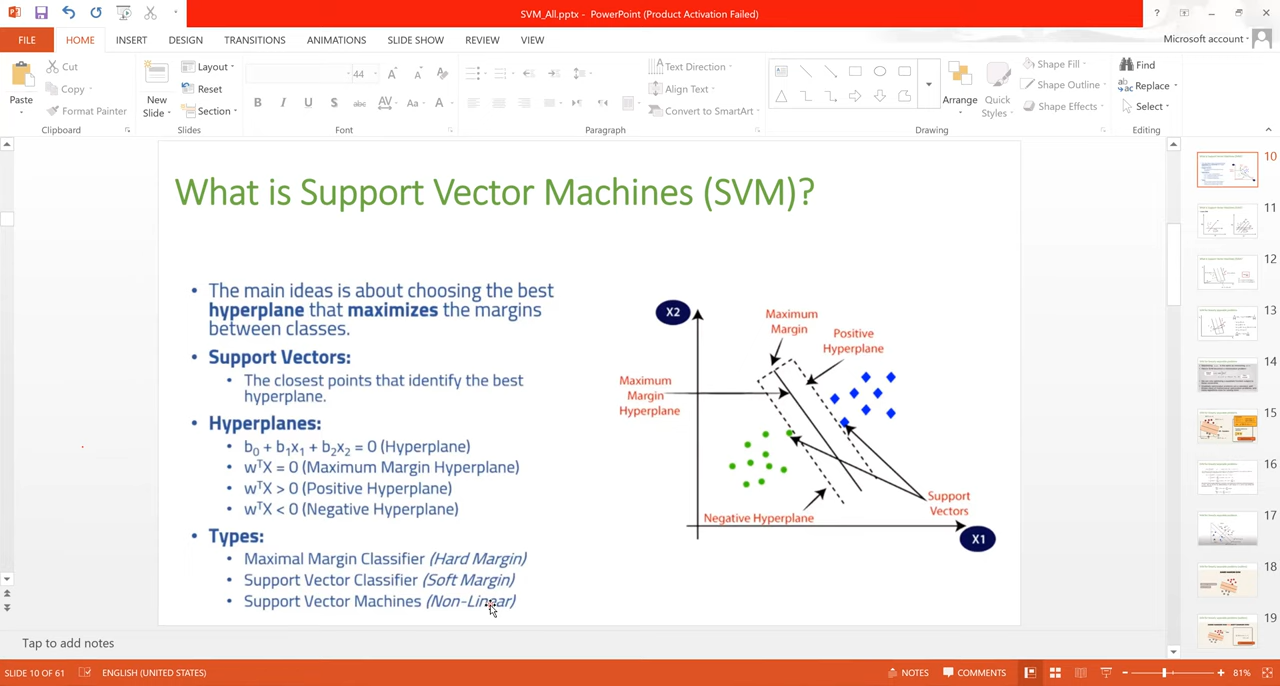 SVM_All.pptx - PowerPoint (Product Activation Failed)
FILE HOME INSERT DESIGN TRANSITIONS ANIMATIONS SLIDE SHOW REVIEW VIEW
Microsoft account
Paste
Cut
Copy
Format Painter
Clipboard
New
Slide
Layout
Reset
Section
Slides
44
Font
Text Direction
Align Text
Convert to SmartArt
Paragraph
Arrange
Quick
Styles
Shape Fill
Shape Outline
Shape Effects
Drawing
Find
Replace
Select
Editing
What is Support Vector Machines (SVM)?
• The main ideas is about choosing the best
hyperplane that maximizes the margins
between classes.
• Support Vectors:
• The closest points that identify the best
hyperplane.
• Hyperplanes:
• b₀ + b₁x₁ + b₂x₂ = 0 (Hyperplane)
• wᵀX = 0 (Maximum Margin Hyperplane)
• wᵀX > 0 (Positive Hyperplane)
• wᵀX < 0 (Negative Hyperplane)
• Types:
• Maximal Margin Classifier (Hard Margin)
• Support Vector Classifier (Soft Margin)
• Support Vector Machines (Non-Linear)
X2
Maximum
Margin
Positive
Hyperplane
Maximum
Margin
Hyperplane
Support
Vectors
Negative Hyperplane
X1
10
11
12
13
14
15
16
17
18
19
Tap to add notes
SLIDE 10 OF 61 ENGLISH (UNITED STATES) NOTES COMMENTS 81%